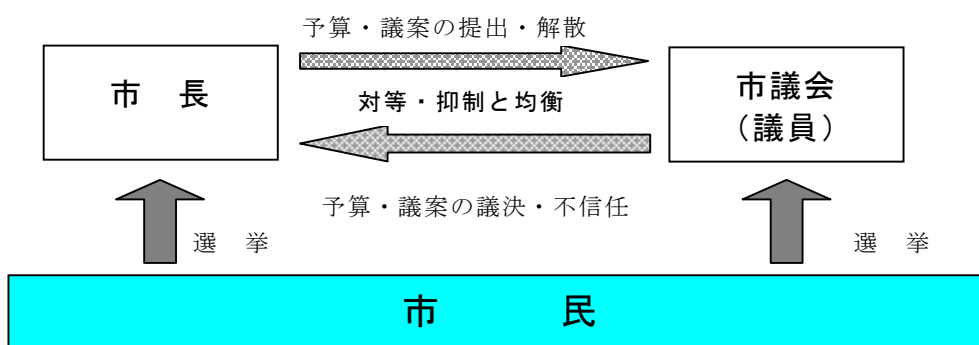 予算・議案の提出・解散
市　長
対等・抑制と均衡
市議会
（議員）
予算・議案の議決・不信任
選　挙
選　挙
市　　　民